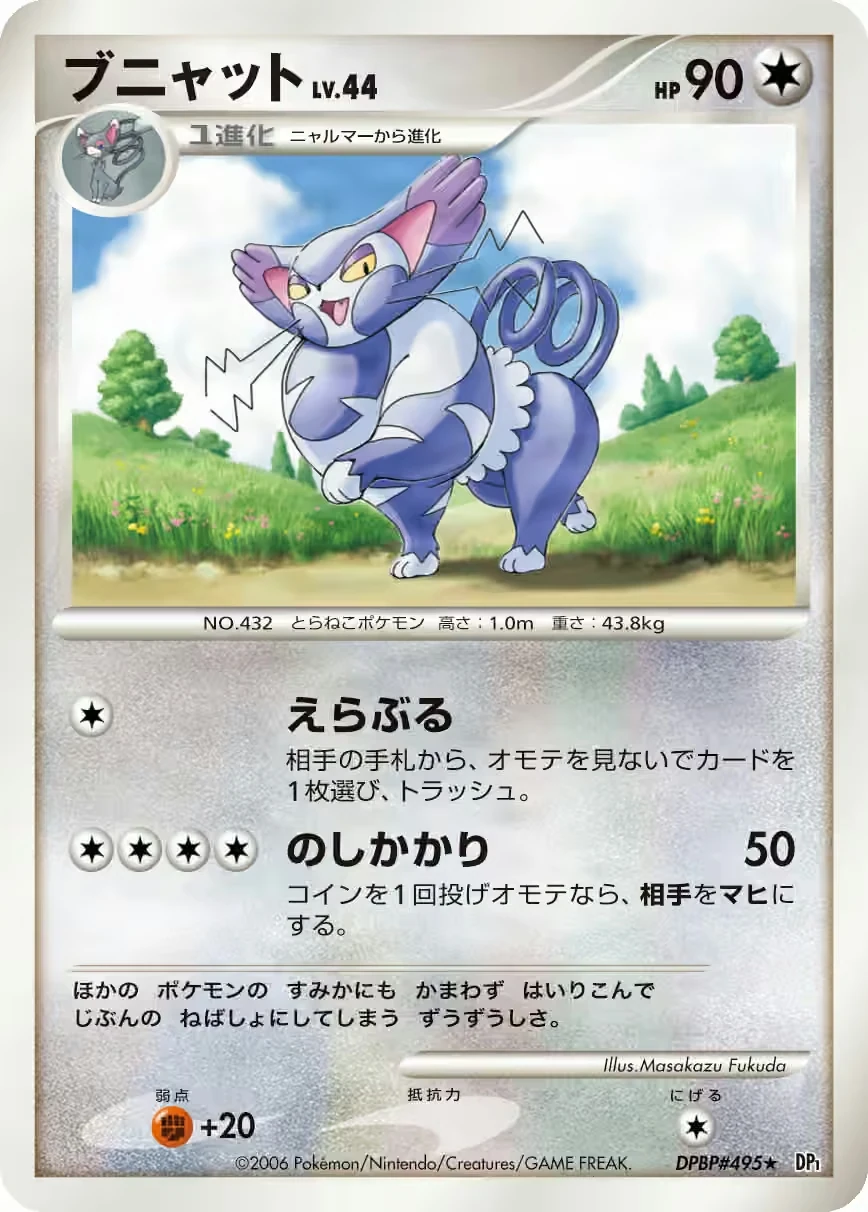 ブニャット LV.44 HP 90
1進化 ニャルマーから進化
NO.432 とらねこポケモン 高さ：1.0m 重さ：43.8kg
えらぶる
相手の手札から、オモテを見ないでカードを
1枚選び、トラッシュ。
のしかかり 50
コインを1回投げオモテなら、相手をマヒに
する。
ほかの ポケモンの すみかにも かまわず はいりこんで
じぶんの ねばしょにしてしまう ずうずうしさ。
Illus.Masakazu Fukuda
弱点 抵抗力 にげる
+20
©2006 Pokémon/Nintendo/Creatures/GAME FREAK. DPBP#495★ DP1